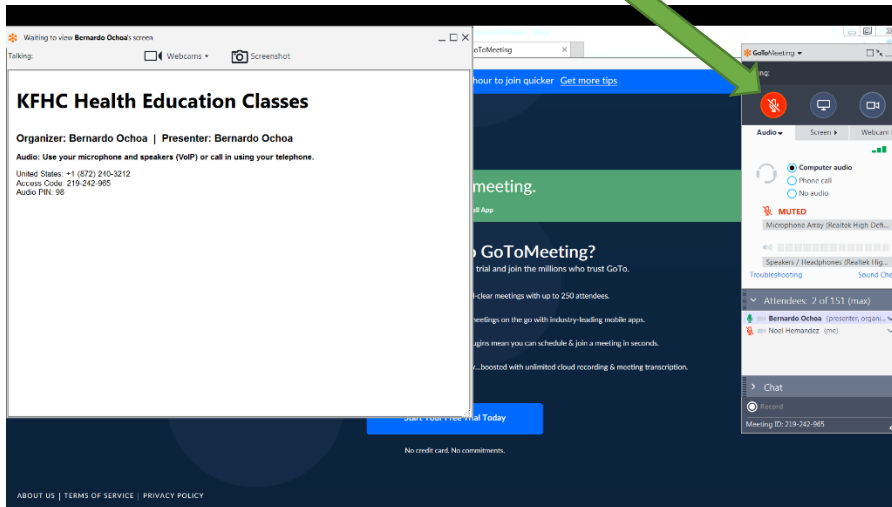 Waiting to view Bernardo Ochoa's screen
Talking:
Webcams
Screenshot
KFHC Health Education Classes
Organizer: Bernardo Ochoa | Presenter: Bernardo Ochoa
Audio: Use your microphone and speakers (VoIP) or call in using your telephone.
United States: +1 (872) 240-3212
Access Code: 219-242-965
Audio PIN: 98
oToMeeting
hour to join quicker Get more tips
meeting.
all App
GoToMeeting?
trial and join the millions who trust GoTo.
l-clear meetings with up to 250 attendees.
meetings on the go with industry-leading mobile apps.
ugins mean you can schedule & join a meeting in seconds.
...boosted with unlimited cloud recording & meeting transcription.
Start Your Free Trial Today
No credit card. No commitments.
ABOUT US | TERMS OF SERVICE | PRIVACY POLICY
GoToMeeting
ng:
Audio Screen Webcam
Computer audio
Phone call
No audio
MUTED
Microphone Array (Realtek High Defi...
Speakers / Headphones (Realtek Hig...
Troubleshooting Sound Che
Attendees: 2 of 151 (max)
Bernardo Ochoa (presenter, organi...
Noel Hernandez (me)
Chat
Record
Meeting ID: 219-242-965